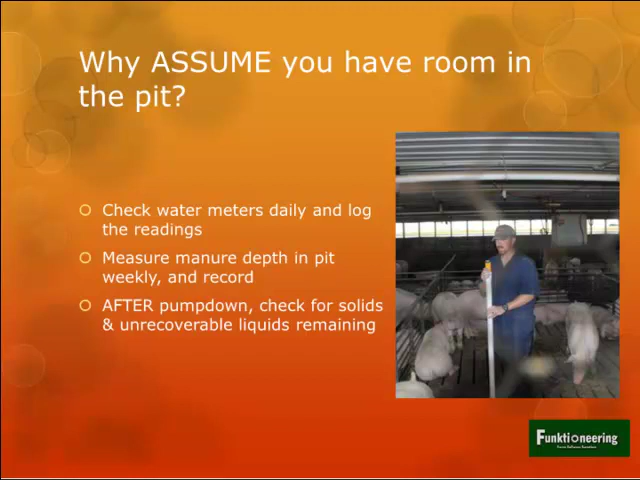 Why ASSUME you have room in
the pit?
Check water meters daily and log
the readings
Measure manure depth in pit
weekly, and record
AFTER pumpdown, check for solids
& unrecoverable liquids remaining
Funktioneering